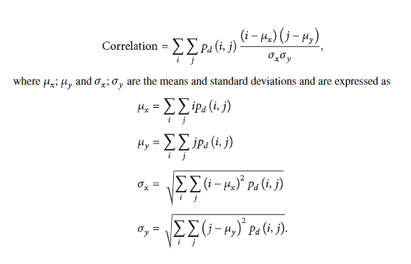 Correlation = ∑_i ∑_j p_d (i, j) (i − μ_x) (j − μ_y) / σ_x σ_y,
where μ_x; μ_y and σ_x; σ_y are the means and standard deviations and are expressed as
μ_x = ∑_i ∑_j i p_d (i, j)
μ_y = ∑_i ∑_j j p_d (i, j)
σ_x = √(∑_i ∑_j (i − μ_x)² p_d (i, j))
σ_y = √(∑_i ∑_j (j − μ_y)² p_d (i, j)).